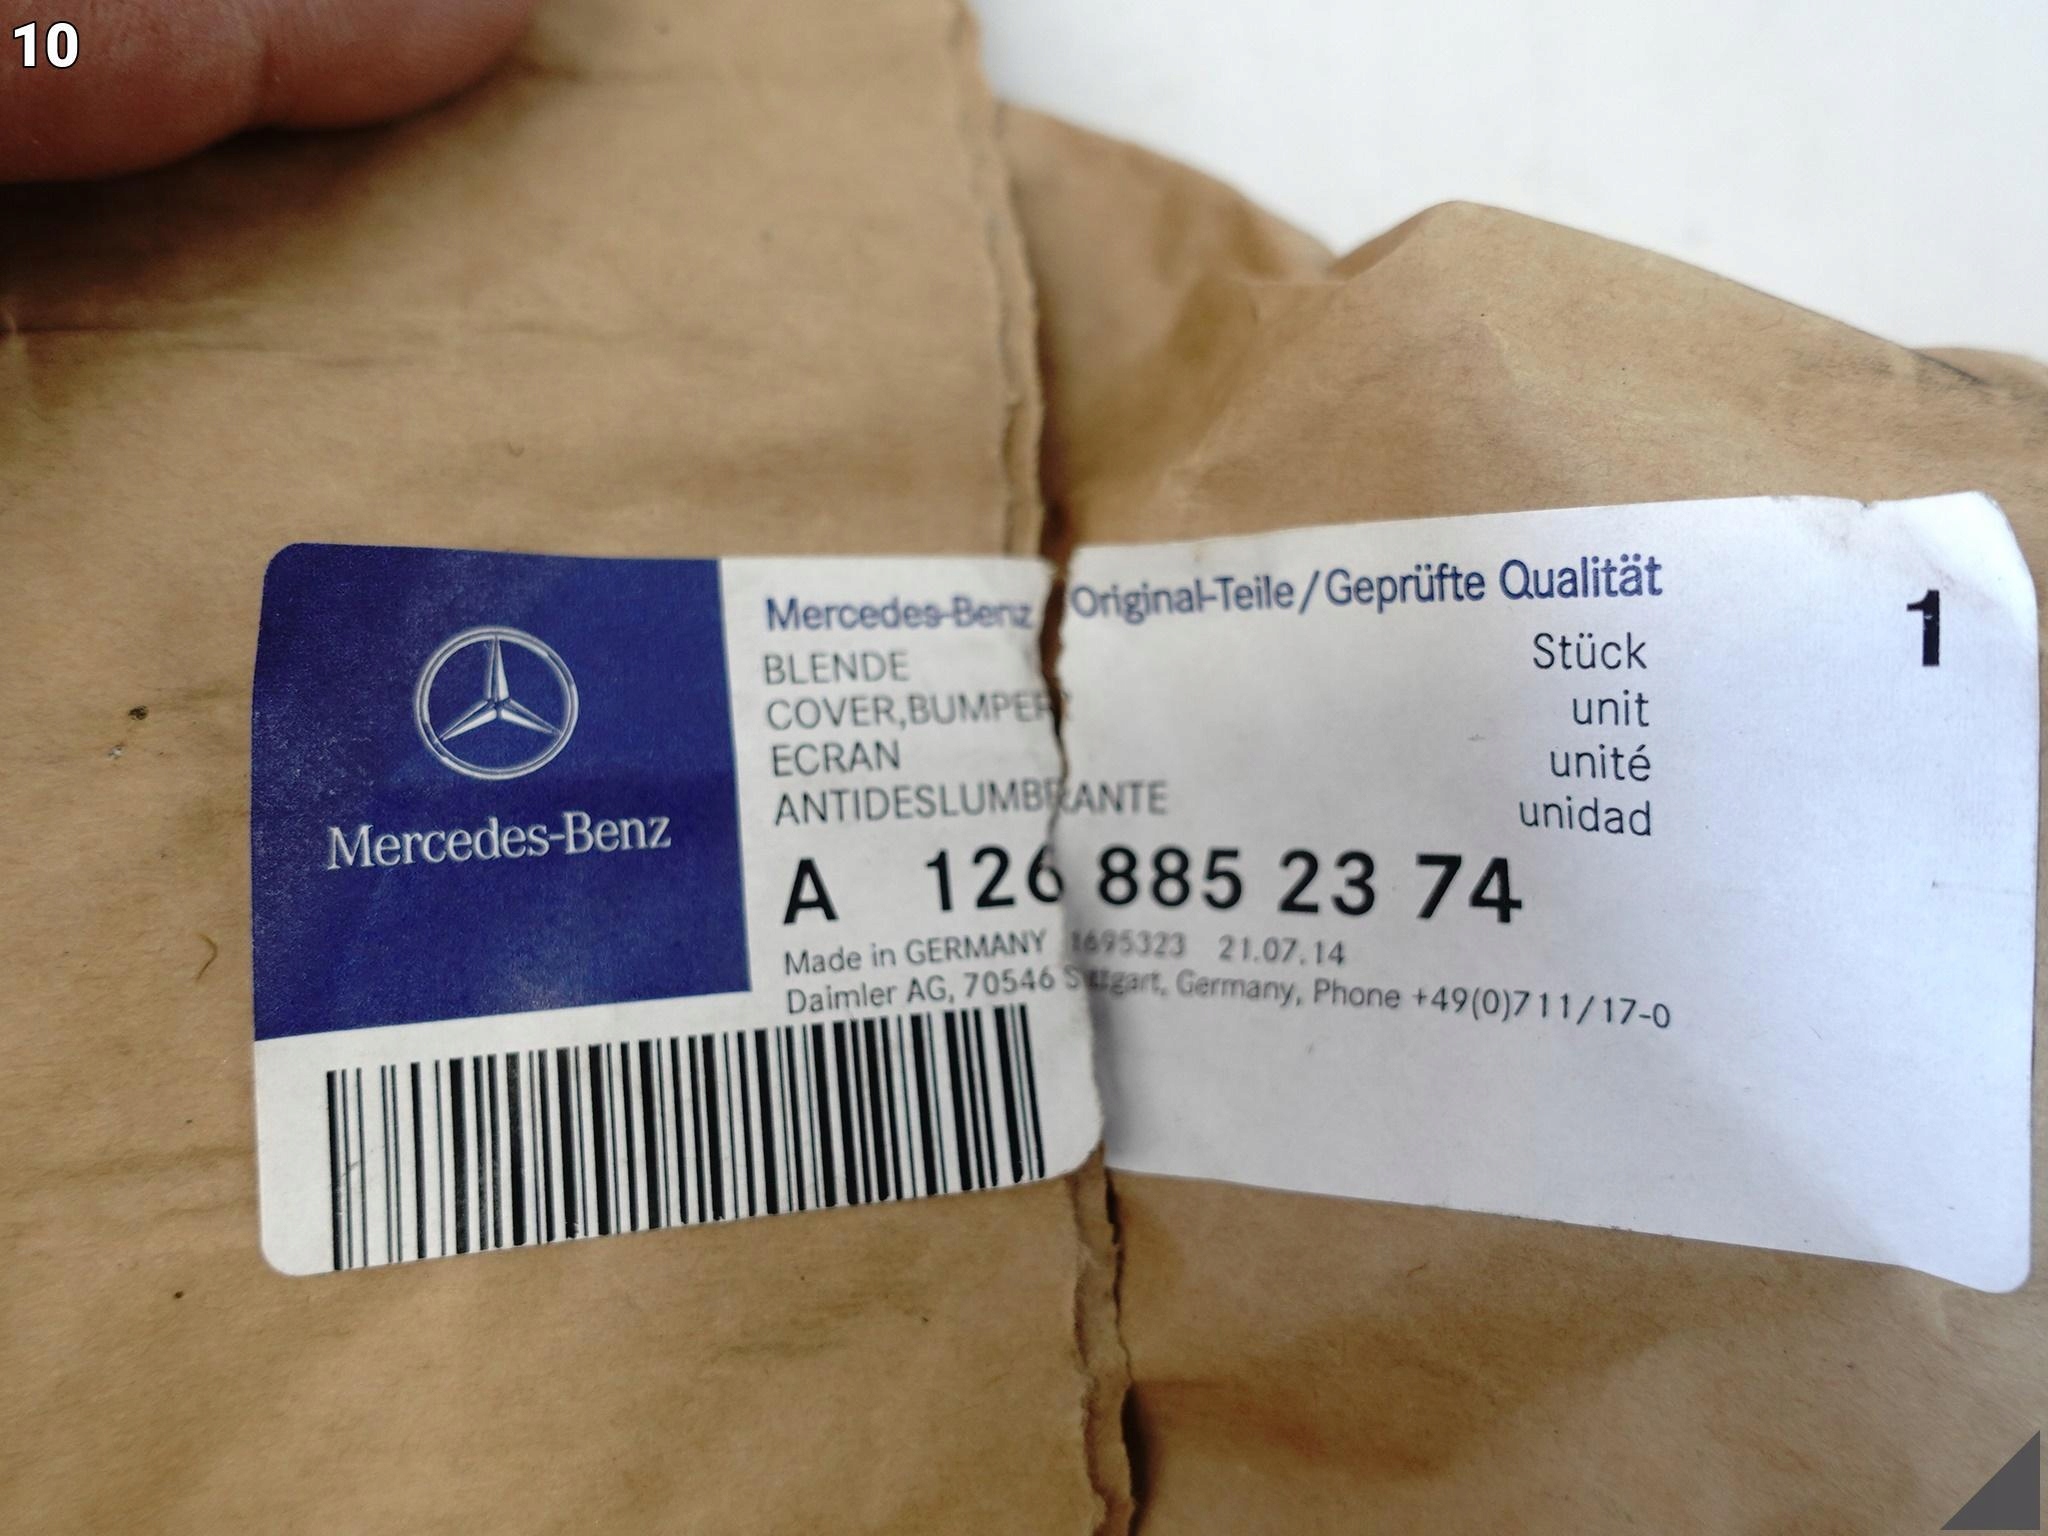 10
Mercedes-Benz
Mercedes-Benz Original-Teile/Geprüfte Qualität
BLENDE
COVER,BUMPER
ECRAN
ANTIDESLUMBRANTE
Stück
unit
unité
unidad
1
A 126 885 23 74
Made in GERMANY 1695323 21.07.14
Daimler AG, 70546 Stuttgart, Germany, Phone +49(0)711/17-0